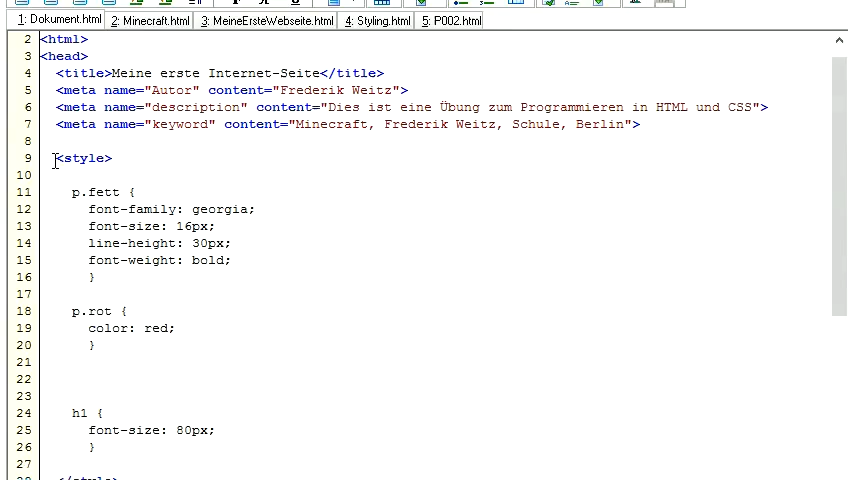 1: Dokument.html 2: Minecraft.html 3: MeineErsteWebseite.html 4: Styling.html 5: P002.html
2 <html>
3 <head>
4 <title>Meine erste Internet-Seite</title>
5 <meta name="Autor" content="Frederik Weitz">
6 <meta name="description" content="Dies ist eine Übung zum Programmieren in HTML und CSS">
7 <meta name="keyword" content="Minecraft, Frederik Weitz, Schule, Berlin">
8
9 <style>
10
11 p.fett {
12 font-family: georgia;
13 font-size: 16px;
14 line-height: 30px;
15 font-weight: bold;
16 }
17
18 p.rot {
19 color: red;
20 }
21
22
23
24 h1 {
25 font-size: 80px;
26 }
27
28 </style>